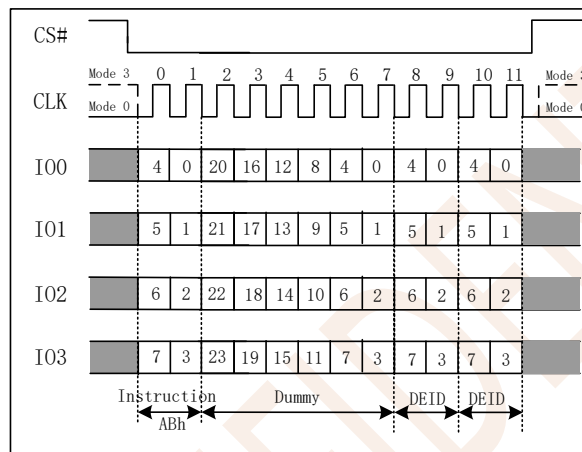 CS#
Mode 3 0 1 2 3 4 5 6 7 8 9 10 11 Mode 3
CLK
Mode 0
IO0 4 0 20 16 12 8 4 0 4 0 4 0
IO1 5 1 21 17 13 9 5 1 5 1 5 1
IO2 6 2 22 18 14 10 6 2 6 2 6 2
IO3 7 3 23 19 15 11 7 3 7 3 7 3
Instruction Dummy DEID DEID
ABh